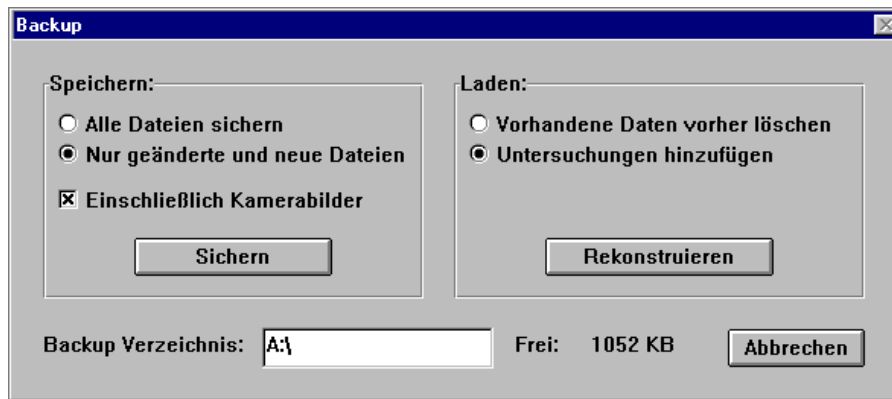 Backup
Speichern:
Alle Dateien sichern
Nur geänderte und neue Dateien
Einschließlich Kamerabilder
Sichern
Laden:
Vorhandene Daten vorher löschen
Untersuchungen hinzufügen
Rekonstruieren
Backup Verzeichnis: A:\ Frei: 1052 KB Abbrechen